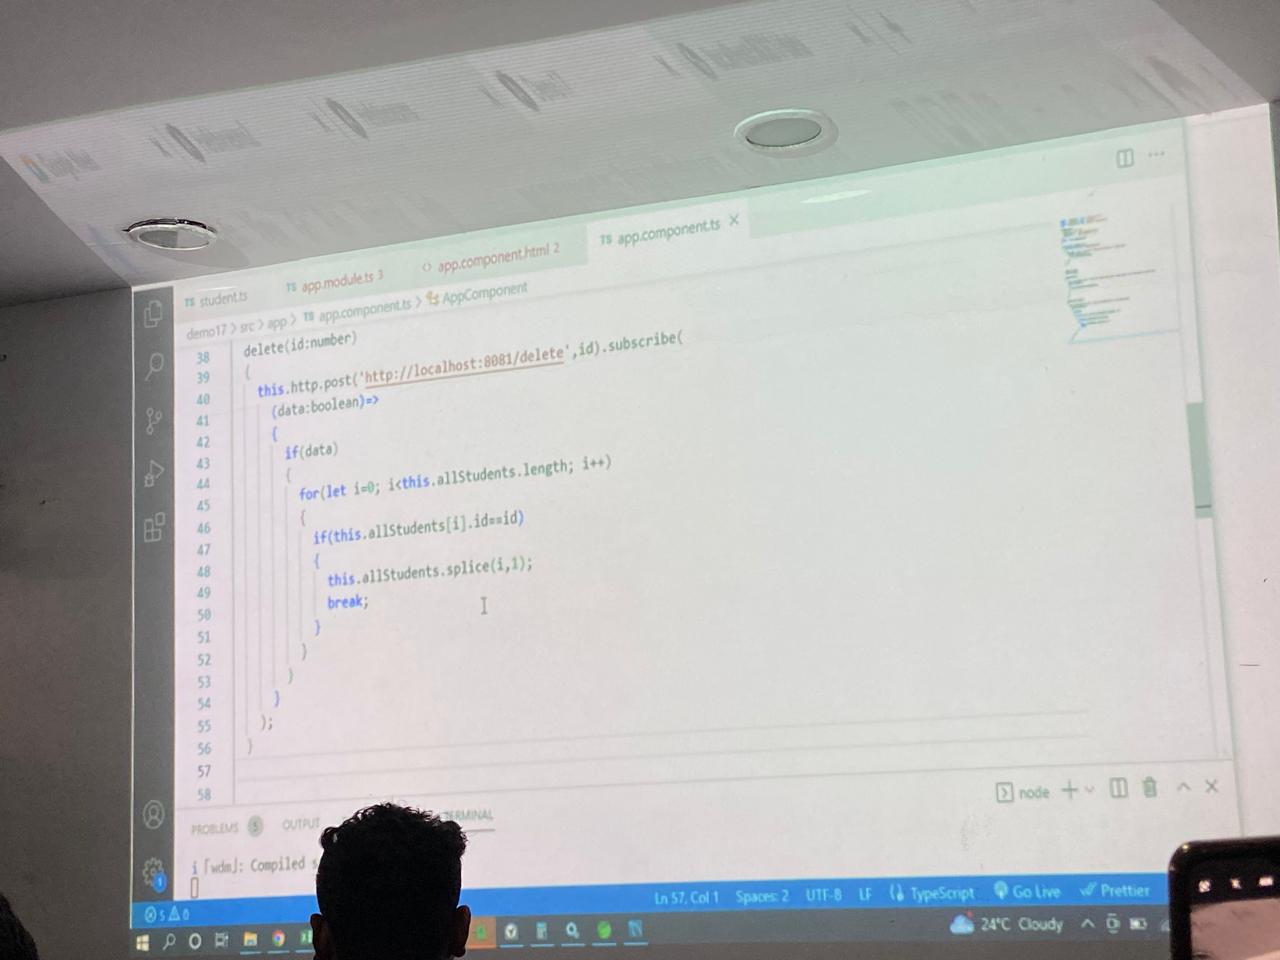 TS student.ts
TS app.module.ts 3
<> app.component.html 2
TS app.component.ts ×
demo17 > src > app > TS app.component.ts > AppComponent
38 delete(id:number)
39 {
40 this.http.post('http://localhost:8081/delete',id).subscribe(
41 (data:boolean)=>
42 {
43 if(data)
44 {
45 for(let i=0; i<this.allStudents.length; i++)
46 {
47 if(this.allStudents[i].id==id)
48 {
49 this.allStudents.splice(i,1);
50 break;
51 }
52 }
53 }
54 }
55 );
56 }
57
58
PROBLEMS 5 OUTPUT TERMINAL
node
i ｢wdm｣: Compiled
1
5 0
Ln 57, Col 1 Spaces: 2 UTF-8 LF TypeScript Go Live Prettier
24°C Cloudy